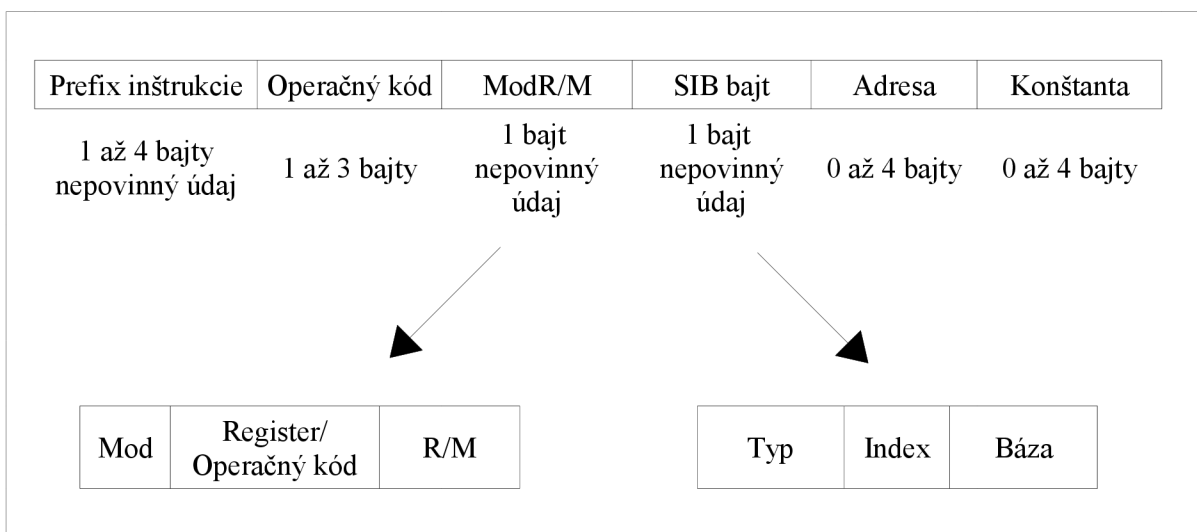 Prefix inštrukcie Operačný kód ModR/M SIB bajt Adresa Konštanta
1 až 4 bajty
nepovinný údaj
1 až 3 bajty
1 bajt
nepovinný
údaj
1 bajt
nepovinný
údaj
0 až 4 bajty
0 až 4 bajty
Mod
Register/
Operačný kód
R/M
Typ
Index
Báza